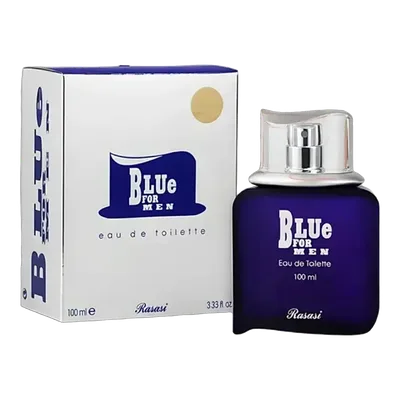 BLUe
FOR
MEN
BLUe
FOR
MEN
eau de toilette
100 ml e
Rasasi
3.33 fl. oz
BLUe
FOR
MEN
Eau de Toilette
100 ml
Rasasi